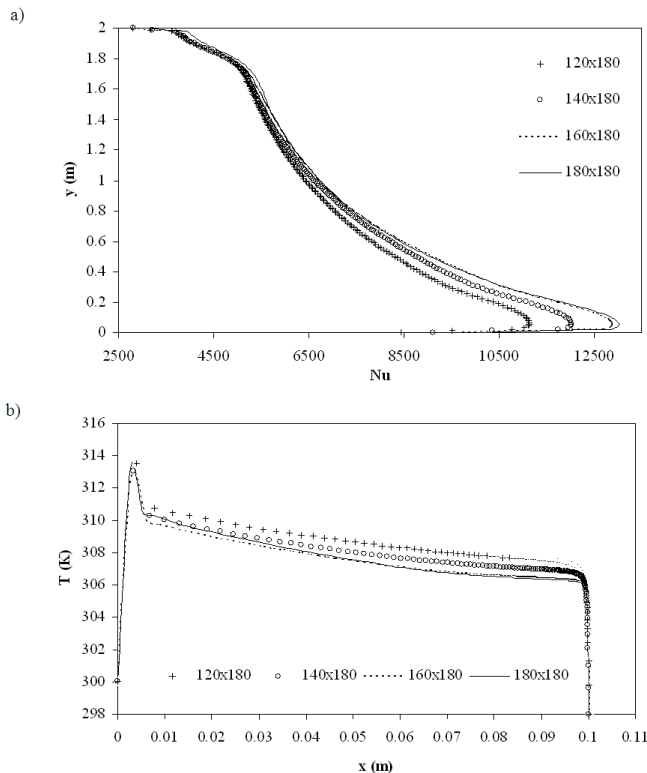 a)
2
1.8
1.6
1.4
1.2
1
0.8
0.6
0.4
0.2
0
y (m)
120x180
140x180
160x180
180x180
2500 4500 6500 8500 10500 12500
Nu
b)
316
314
312
310
308
306
304
302
300
298
T (K)
120x180 140x180 160x180 180x180
0 0.01 0.02 0.03 0.04 0.05 0.06 0.07 0.08 0.09 0.1 0.11
x (m)